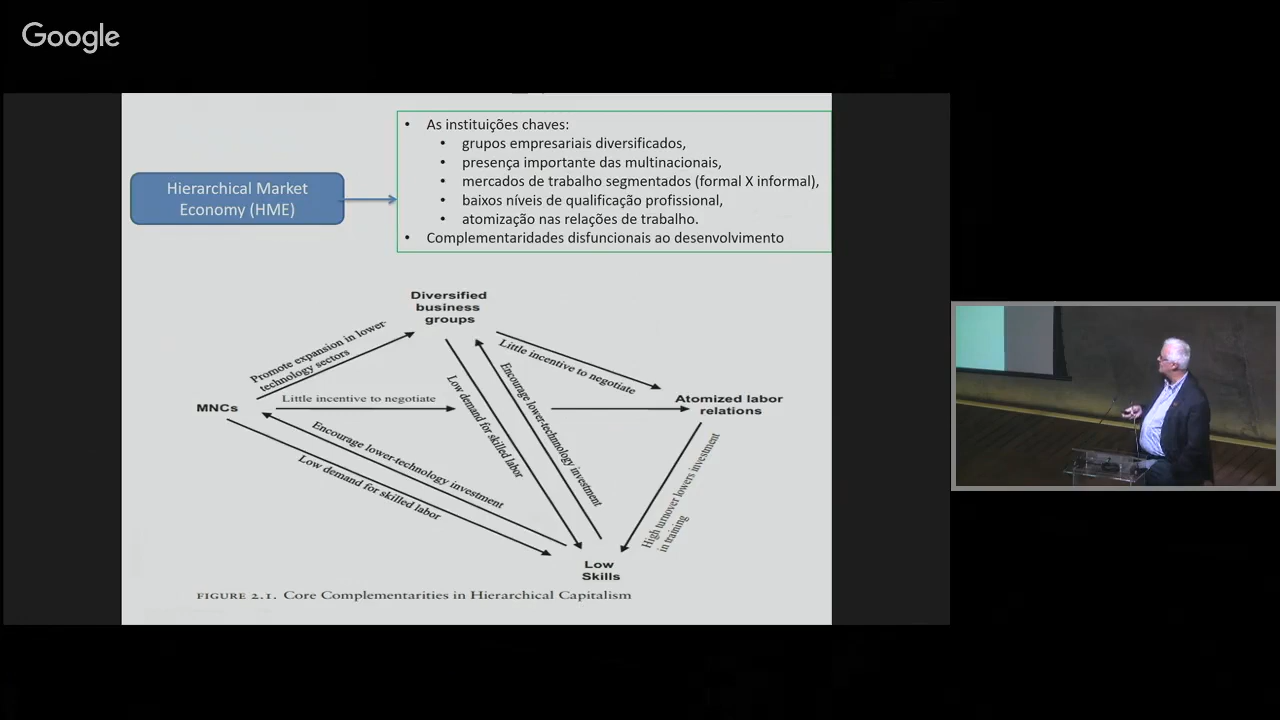 Google
• As instituições chaves:
• grupos empresariais diversificados,
• presença importante das multinacionais,
Hierarchical Market
• mercados de trabalho segmentados (formal X informal),
Economy (HME)
• baixos níveis de qualificação profissional,
• atomização nas relações de trabalho.
• Complementaridades disfuncionais ao desenvolvimento
Diversified
business
groups
Promote expansion in lower-
technology sectors
Little incentive to negotiate
MNCs
Little incentive to negotiate
Atomized labor
relations
Low demand for skilled labor
Encourage lower-technology investment
Encourage lower-technology investment
Low demand for skilled labor
High turnover lowers investment
in training
Low
Skills
FIGURE 2.1. Core Complementarities in Hierarchical Capitalism